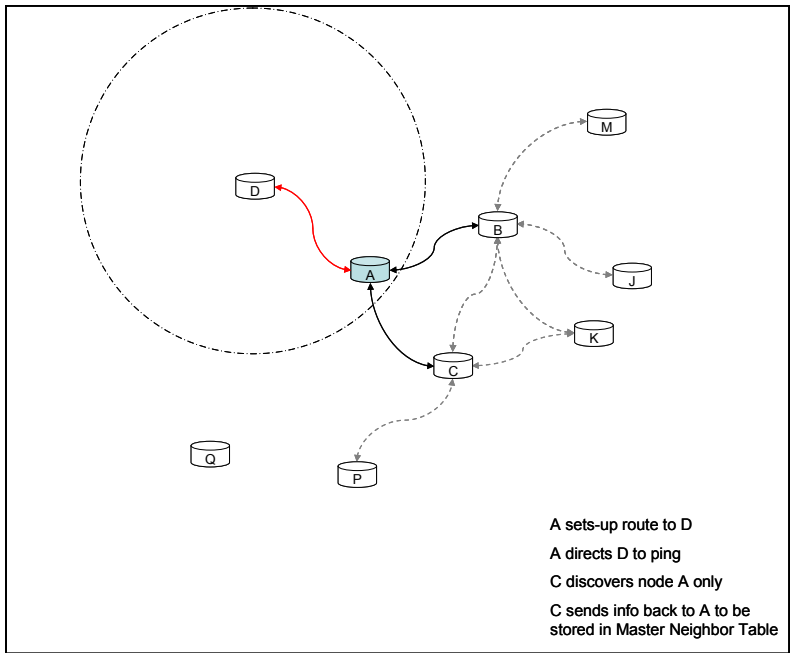 M
D
B
A
J
K
C
Q
P
A sets-up route to D
A directs D to ping
C discovers node A only
C sends info back to A to be
stored in Master Neighbor Table